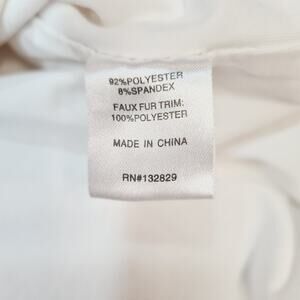 92%POLYESTER
8%SPANDEX
FAUX FUR TRIM:
100%POLYESTER
MADE IN CHINA
RN#132829